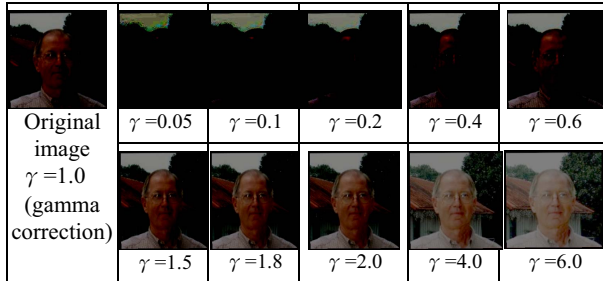 γ =0.05 γ =0.1 γ =0.2 γ =0.4 γ =0.6
Original
image
γ =1.0
(gamma
correction)
γ =1.5 γ =1.8 γ =2.0 γ =4.0 γ =6.0